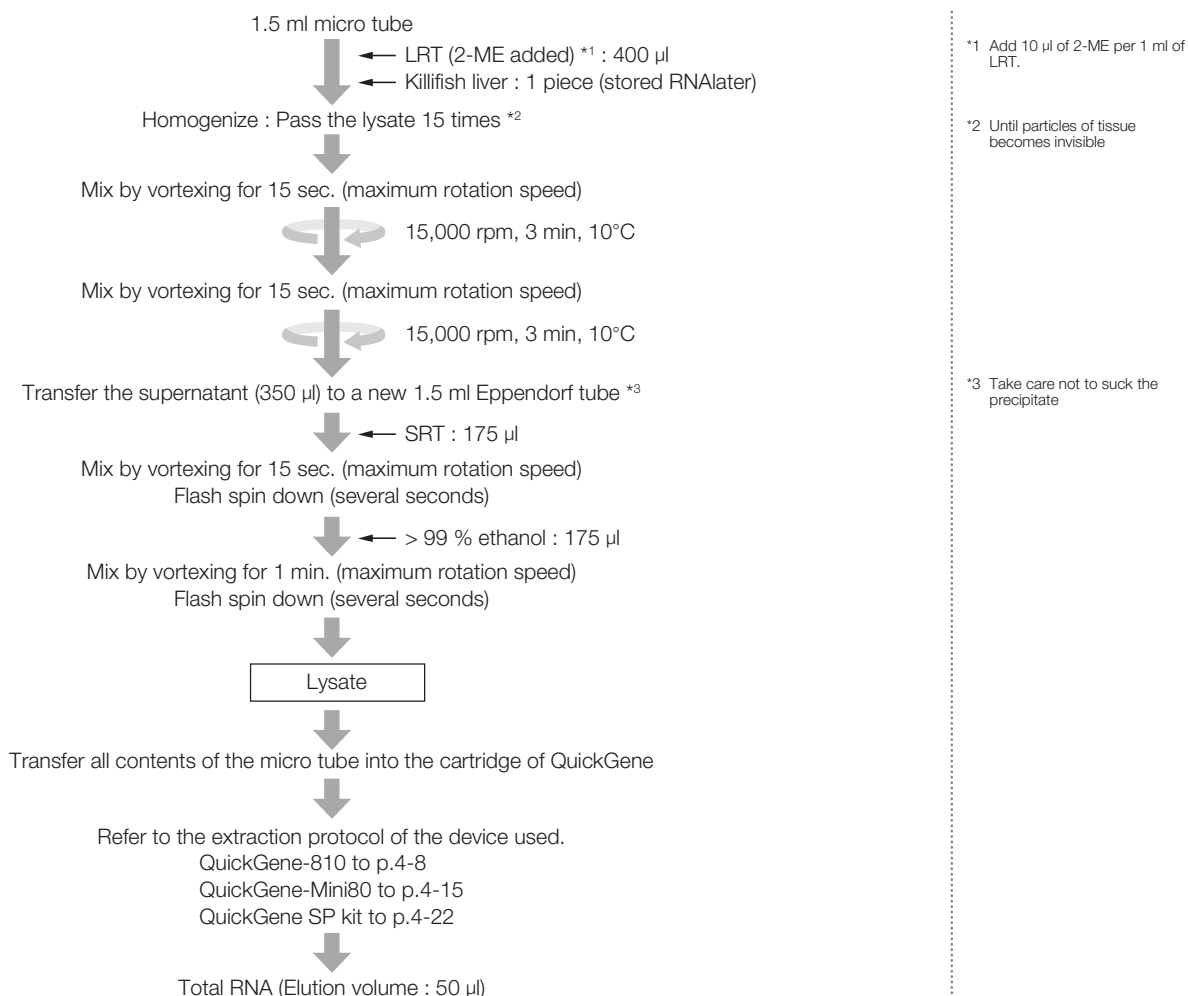 1.5 ml micro tube
LRT (2-ME added) *1 : 400 µl
Killifish liver : 1 piece (stored RNAlater)
Homogenize : Pass the lysate 15 times *2
Mix by vortexing for 15 sec. (maximum rotation speed)
15,000 rpm, 3 min, 10°C
Mix by vortexing for 15 sec. (maximum rotation speed)
15,000 rpm, 3 min, 10°C
Transfer the supernatant (350 µl) to a new 1.5 ml Eppendorf tube *3
SRT : 175 µl
Mix by vortexing for 15 sec. (maximum rotation speed)
Flash spin down (several seconds)
> 99 % ethanol : 175 µl
Mix by vortexing for 1 min. (maximum rotation speed)
Flash spin down (several seconds)
Lysate
Transfer all contents of the micro tube into the cartridge of QuickGene
Refer to the extraction protocol of the device used.
QuickGene-810 to p.4-8
QuickGene-Mini80 to p.4-15
QuickGene SP kit to p.4-22
Total RNA (Elution volume : 50 µl)
*1 Add 10 µl of 2-ME per 1 ml of
LRT.
*2 Until particles of tissue
becomes invisible
*3 Take care not to suck the
precipitate